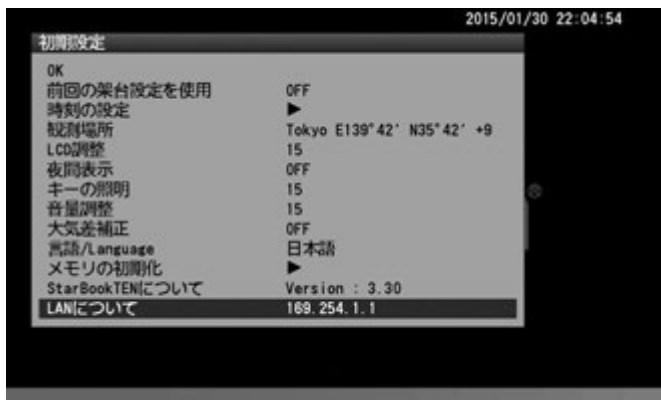 2015/01/30 22:04:54
初期設定
OK
前回の架台設定を使用 OFF
時刻の設定 ▶
観測場所 Tokyo E139°42′ N35°42′ +9
LCD調整 15
夜間表示 OFF
キーの照明 15
音量調整 15
大気差補正 OFF
言語/Language 日本語
メモリの初期化 ▶
StarBookTENについて Version : 3.30
LANについて 169.254.1.1